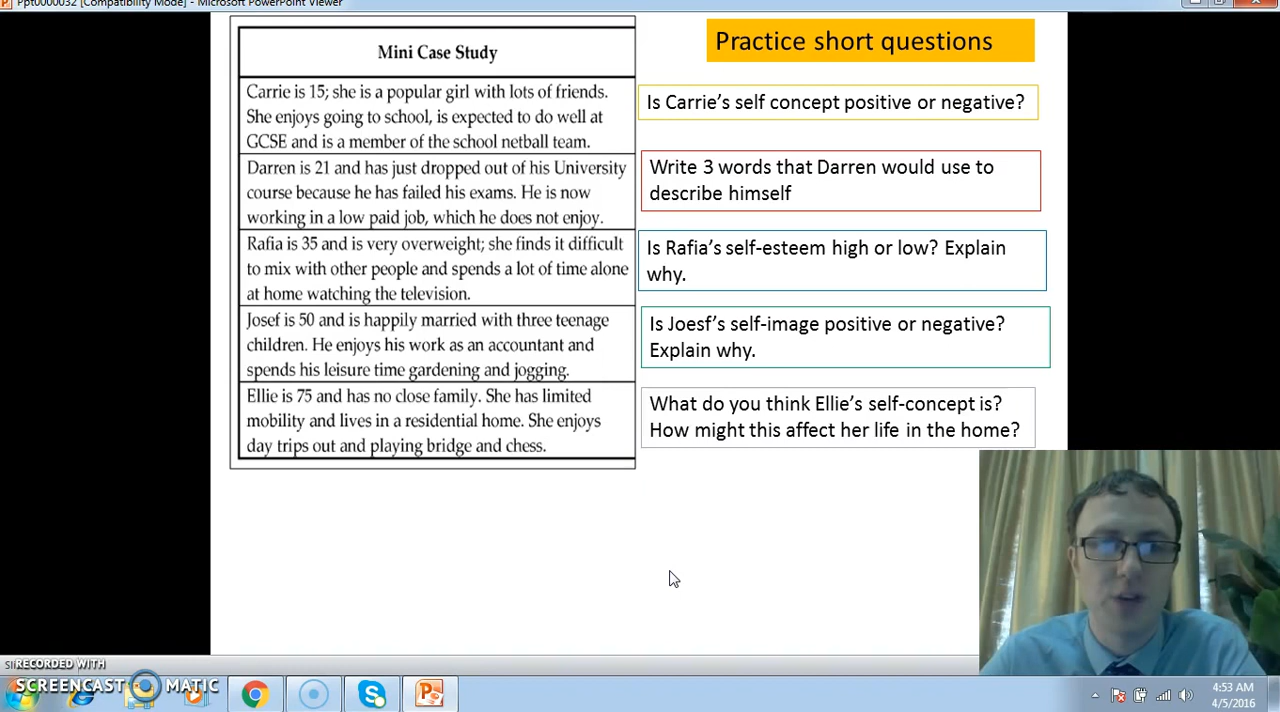 Ppt0000032 [Compatibility Mode] - Microsoft PowerPoint Viewer
Mini Case Study
Carrie is 15; she is a popular girl with lots of friends.
She enjoys going to school, is expected to do well at
GCSE and is a member of the school netball team.
Darren is 21 and has just dropped out of his University
course because he has failed his exams. He is now
working in a low paid job, which he does not enjoy.
Rafia is 35 and is very overweight; she finds it difficult
to mix with other people and spends a lot of time alone
at home watching the television.
Josef is 50 and is happily married with three teenage
children. He enjoys his work as an accountant and
spends his leisure time gardening and jogging.
Ellie is 75 and has no close family. She has limited
mobility and lives in a residential home. She enjoys
day trips out and playing bridge and chess.
Practice short questions
Is Carrie's self concept positive or negative?
Write 3 words that Darren would use to
describe himself
Is Rafia's self-esteem high or low? Explain
why.
Is Joesf's self-image positive or negative?
Explain why.
What do you think Ellie's self-concept is?
How might this affect her life in the home?
RECORDED WITH
SCREENCAST MATIC
4:53 AM
4/5/2016